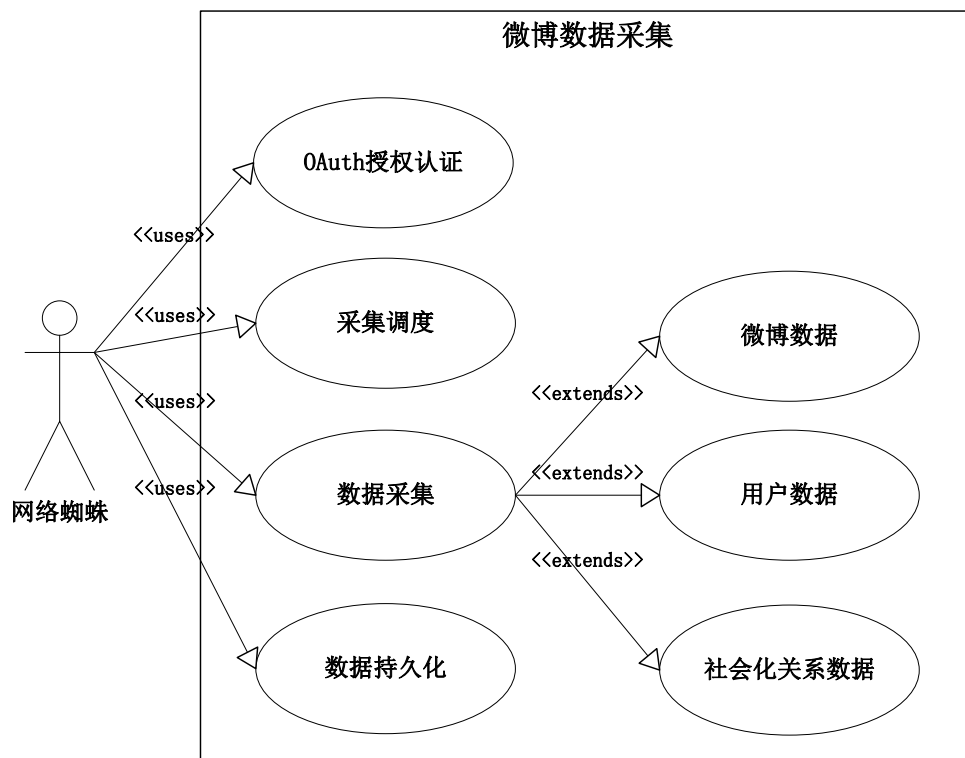 微博数据采集
OAuth授权认证
<<uses>>
<<uses>>
采集调度
微博数据
<<uses>>
<<extends>>
<<uses>>
数据采集
<<extends>>
用户数据
网络蜘蛛
<<extends>>
数据持久化
社会化关系数据